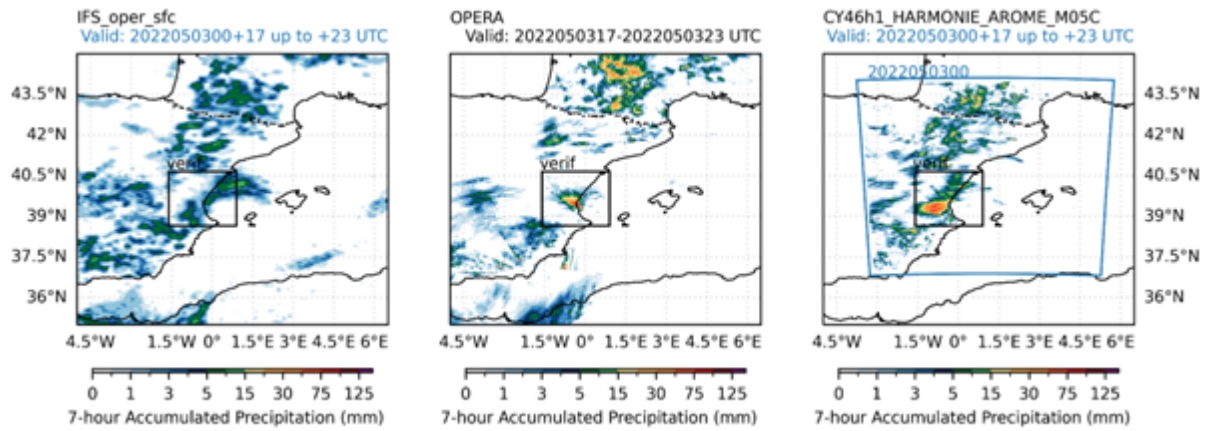 IFS_oper_sfc
Valid: 2022050300+17 up to +23 UTC
OPERA
Valid: 2022050317-2022050323 UTC
CY46h1_HARMONIE_AROME_M05C
Valid: 2022050300+17 up to +23 UTC
2022050300
43.5°N
42°N
40.5°N
39°N
37.5°N
36°N
verif
verif
verif
43.5°N
42°N
40.5°N
39°N
37.5°N
36°N
4.5°W 1.5°W 0° 1.5°E 3°E 4.5°E 6°E
4.5°W 1.5°W 0° 1.5°E 3°E 4.5°E 6°E
4.5°W 1.5°W 0° 1.5°E 3°E 4.5°E 6°E
0 1 3 5 15 30 75 125
0 1 3 5 15 30 75 125
0 1 3 5 15 30 75 125
7-hour Accumulated Precipitation (mm)
7-hour Accumulated Precipitation (mm)
7-hour Accumulated Precipitation (mm)